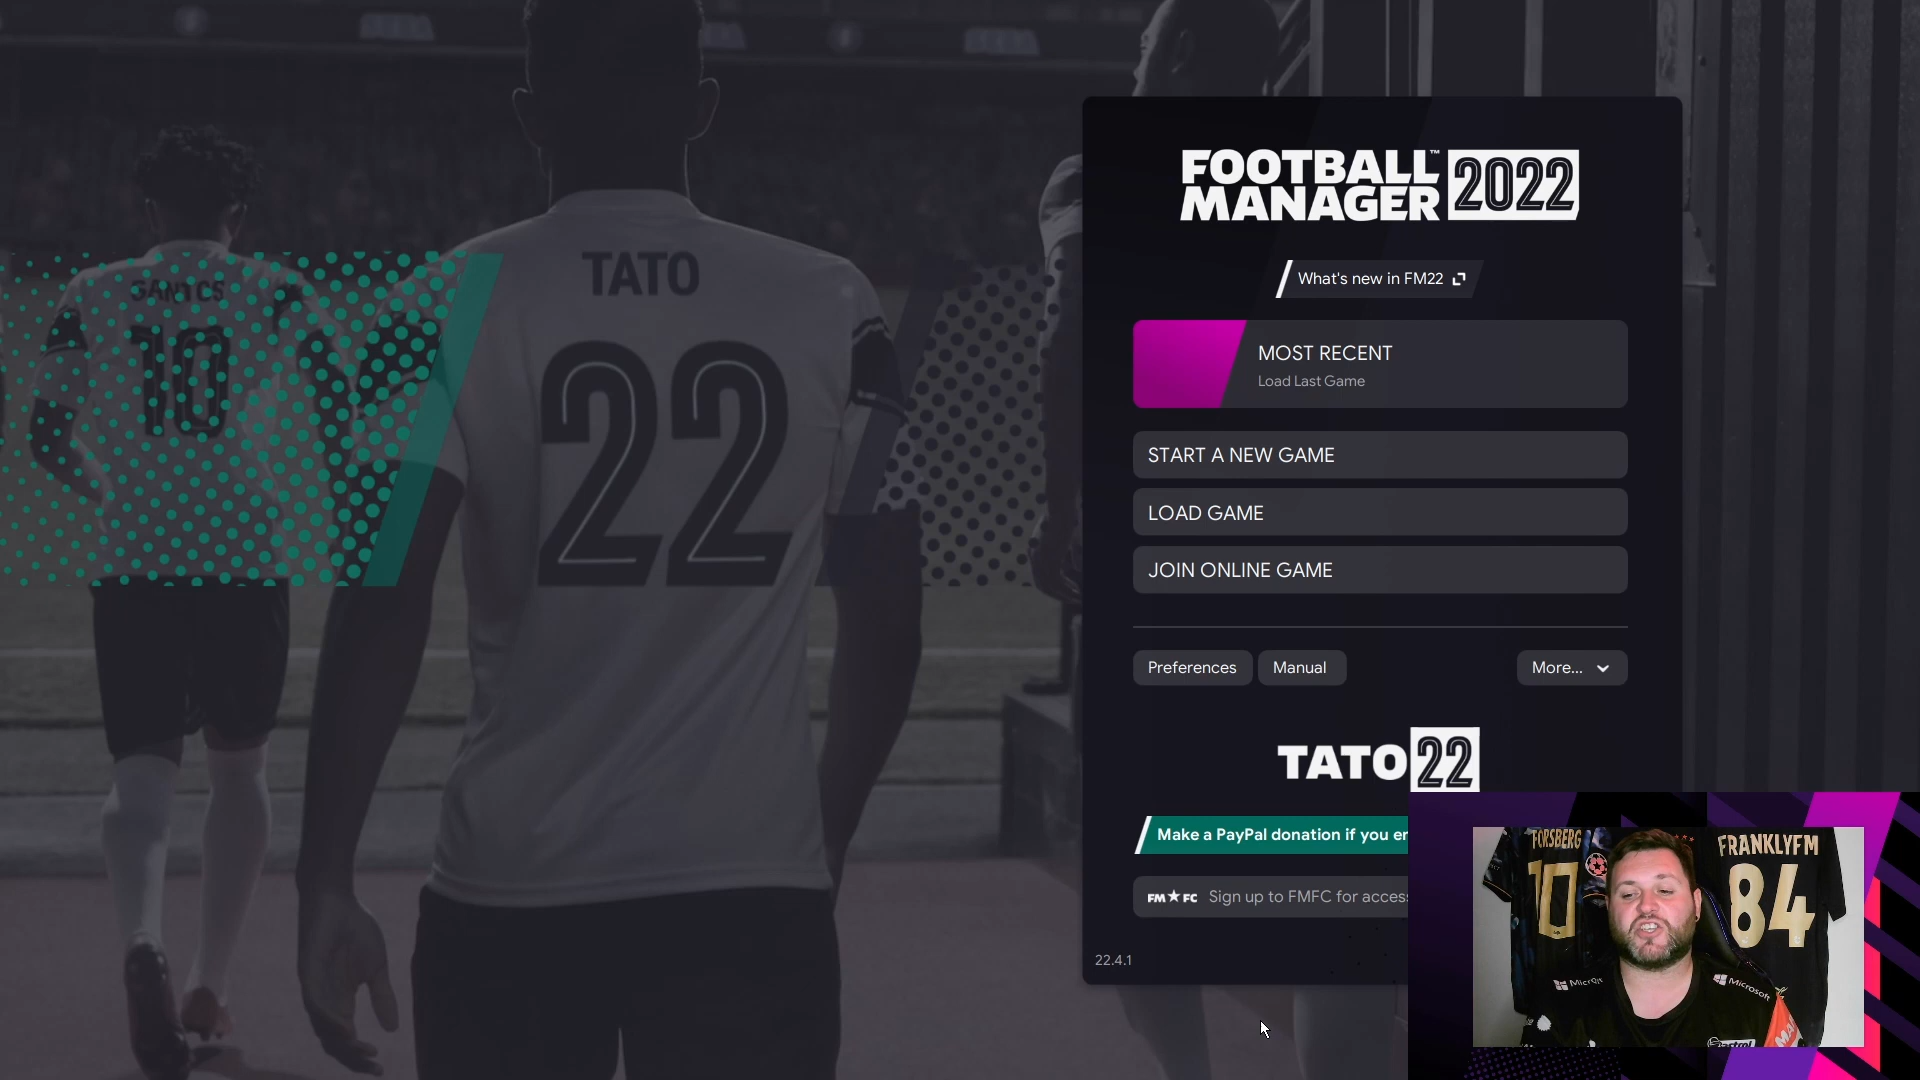 SANTOS
10
TATO
22
FOOTBALL™
MANAGER 2022
What's new in FM22
MOST RECENT
Load Last Game
START A NEW GAME
LOAD GAME
JOIN ONLINE GAME
Preferences
Manual
More...
TATO22
Make a PayPal donation if you en
FM★FC Sign up to FMFC for access
22.4.1
FORSBERG
10
FRANKLYFM
84
Microsoft